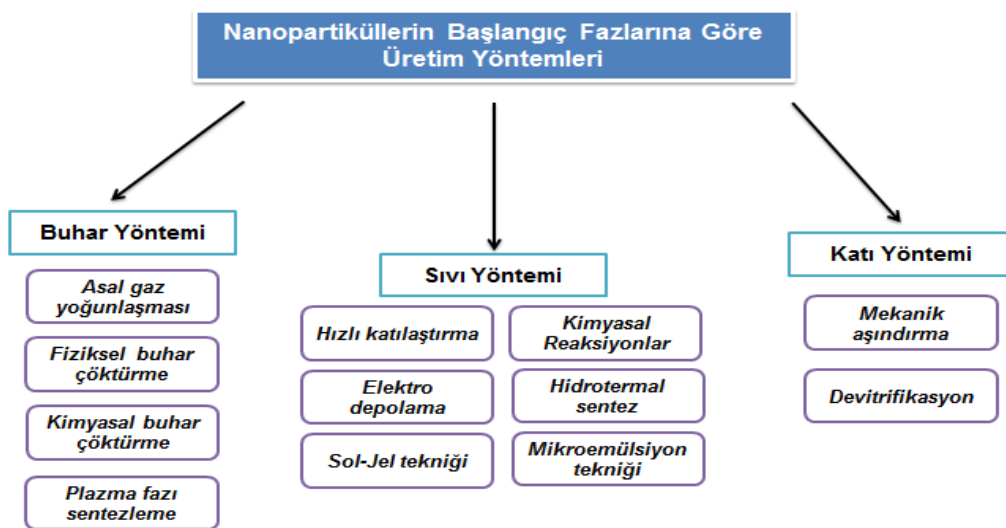 Nanopartiküllerin Başlangıç Fazlarına Göre
Üretim Yöntemleri
Buhar Yöntemi
Asal gaz
yoğunlaşması
Fiziksel buhar
çöktürme
Kimyasal buhar
çöktürme
Plazma fazı
sentezleme
Sıvı Yöntemi
Hızlı katılaştırma
Elektro
depolama
Sol-Jel tekniği
Kimyasal
Reaksiyonlar
Hidrotermal
sentez
Mikroemülsiyon
tekniği
Katı Yöntemi
Mekanik
aşındırma
Devitrifikasyon